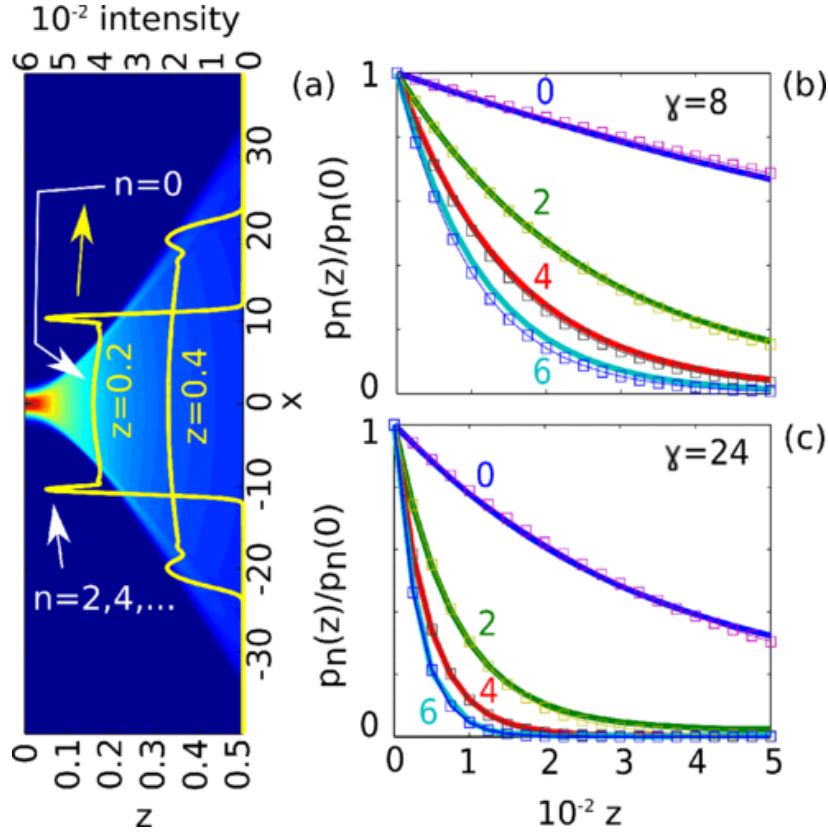 10⁻² intensity
6 5 4 3 2 1 0
(a)
n=0
z=0.2
z=0.4
n=2,4,...
30
20
10
0
-10
-20
-30
x
0 0.1 0.2 0.3 0.4 0.5
z
(b)
ɣ=8
1
0
pn(z)/pn(0)
0
2
4
6
(c)
ɣ=24
1
0
pn(z)/pn(0)
0
2
4
6
0 1 2 3 4 5
10⁻² z